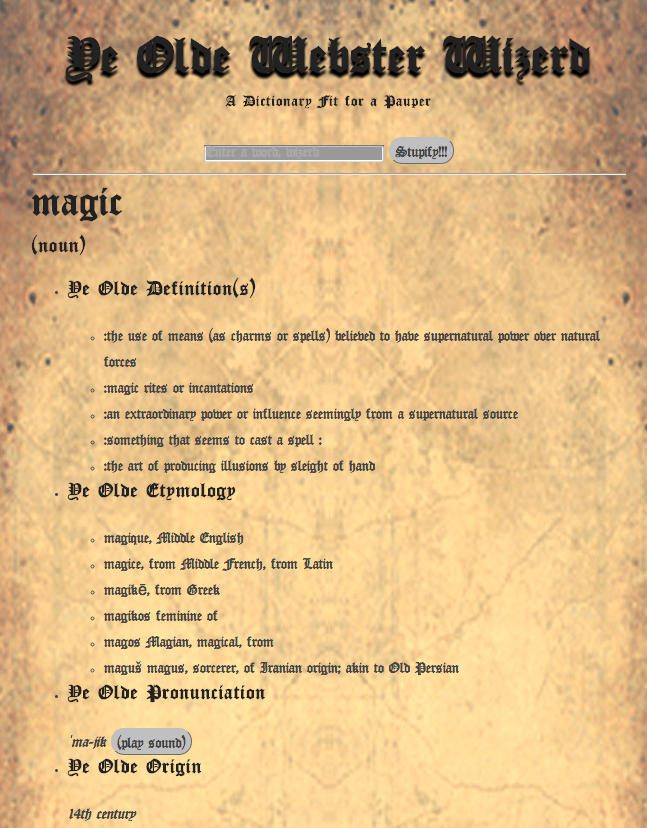 Ye Olde Webster Wizerd
A Dictionary Fit for a Pauper
Enter a word, wizerd
Stupify!!!
magic
(noun)
Ye Olde Definition(s)
:the use of means (as charms or spells) believed to have supernatural power over natural
forces
:magic rites or incantations
:an extraordinary power or influence seemingly from a supernatural source
:something that seems to cast a spell :
:the art of producing illusions by sleight of hand
Ye Olde Etymology
magique, Middle English
magice, from Middle French, from Latin
magikē, from Greek
magikos feminine of
magos Magian, magical, from
maguš magus, sorcerer, of Iranian origin; akin to Old Persian
Ye Olde Pronunciation
ˈma-jik (play sound)
Ye Olde Origin
14th century